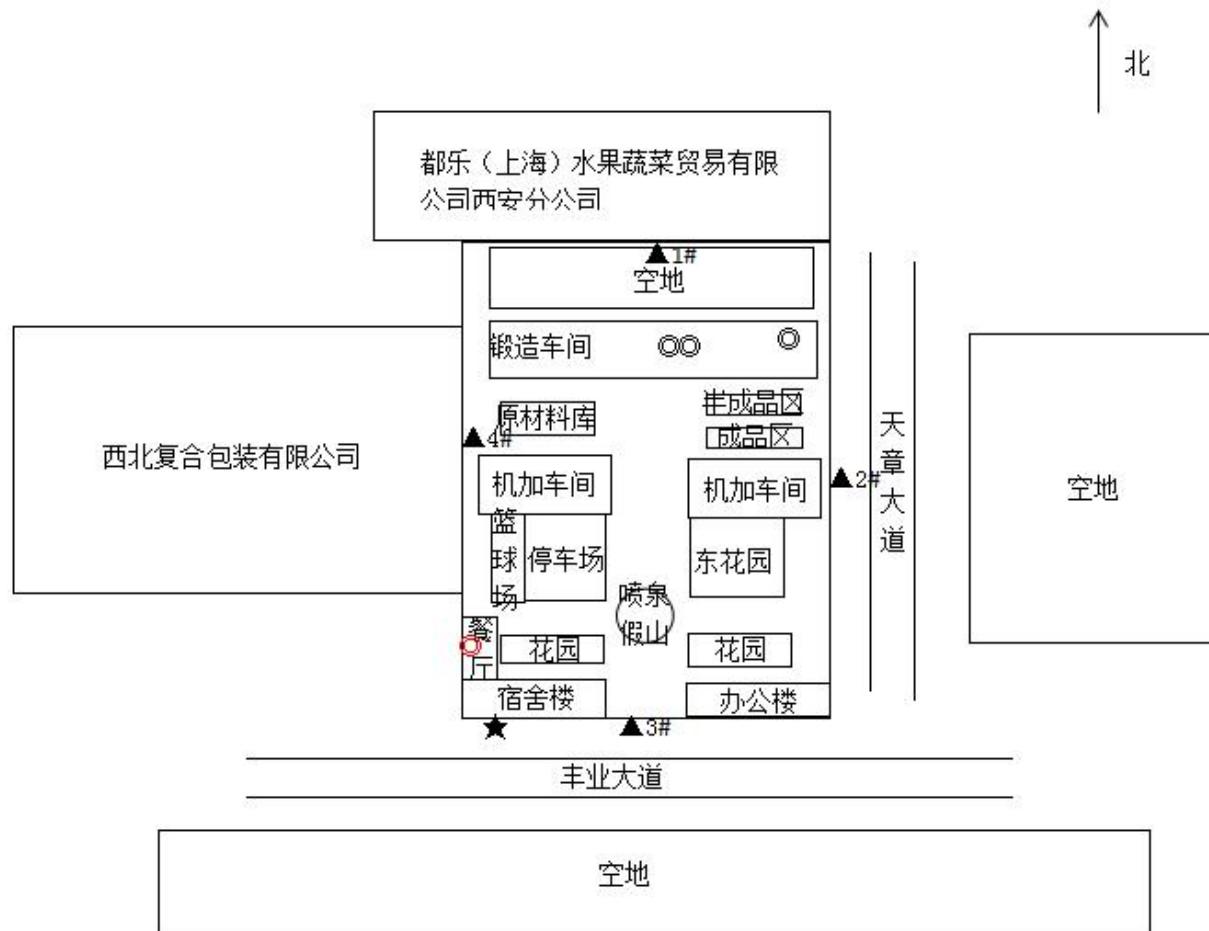 北
都乐（上海）水果蔬菜贸易有限
公司西安分公司
▲1#
空地
锻造车间
半成品区
原材料库
成品区
▲4#
西北复合包装有限公司
机加车间
机加车间
▲2#
天章大道
空地
篮球场
停车场
东花园
喷泉
假山
餐厅
花园
花园
宿舍楼
办公楼
★
▲3#
丰业大道
空地